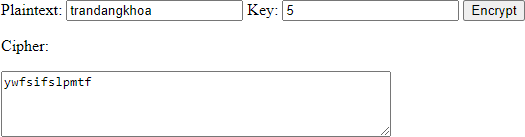 Plaintext: trandangkhoa Key: 5 Encrypt
Cipher:
ywfsifslpmtf